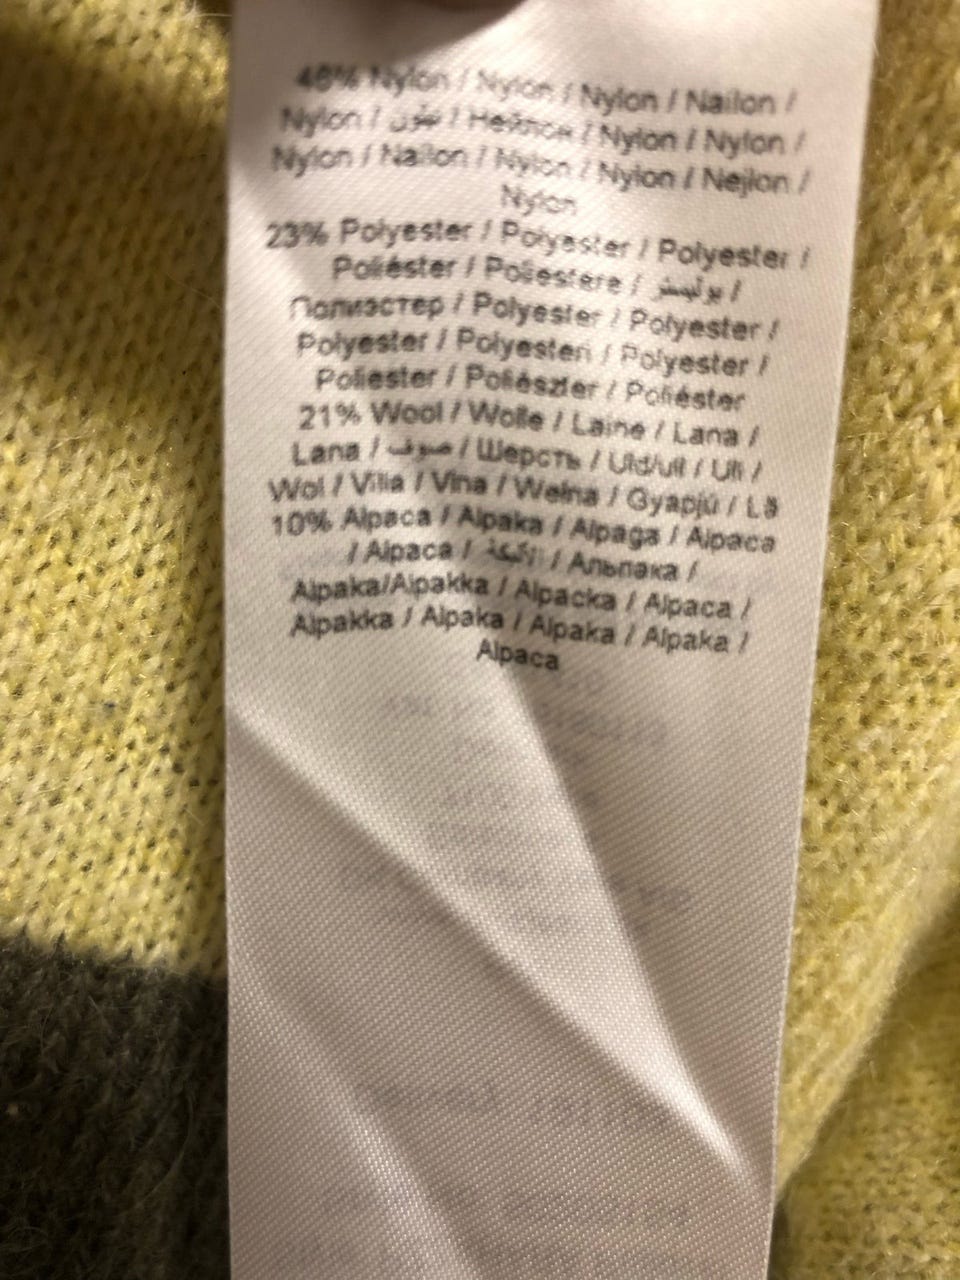 46% Nylon / Nylon / Nylon / Nailon /
Nylon / نيلون / Нейлон / Nylon / Nylon /
Nylon / Nailon / Nylon / Nylon / Nejlon /
Nylon
23% Polyester / Polyester / Polyester /
Poliéster / Poliestere / بوليستر /
Полиэстер / Polyester / Polyester /
Polyester / Polyesteri / Polyester /
Poliester / Poliészter / Poliéster
21% Wool / Wolle / Laine / Lana /
Lana / صوف / Шерсть / Uld/ull / Ull /
Wol / Villa / Vlna / Wełna / Gyapjú / Lã
10% Alpaca / Alpaka / Alpaga / Alpaca
/ Alpaca / الباكة / Альпака /
Alpaka/Alpakka / Alpacka / Alpaca /
Alpakka / Alpaka / Alpaka / Alpaka /
Alpaca